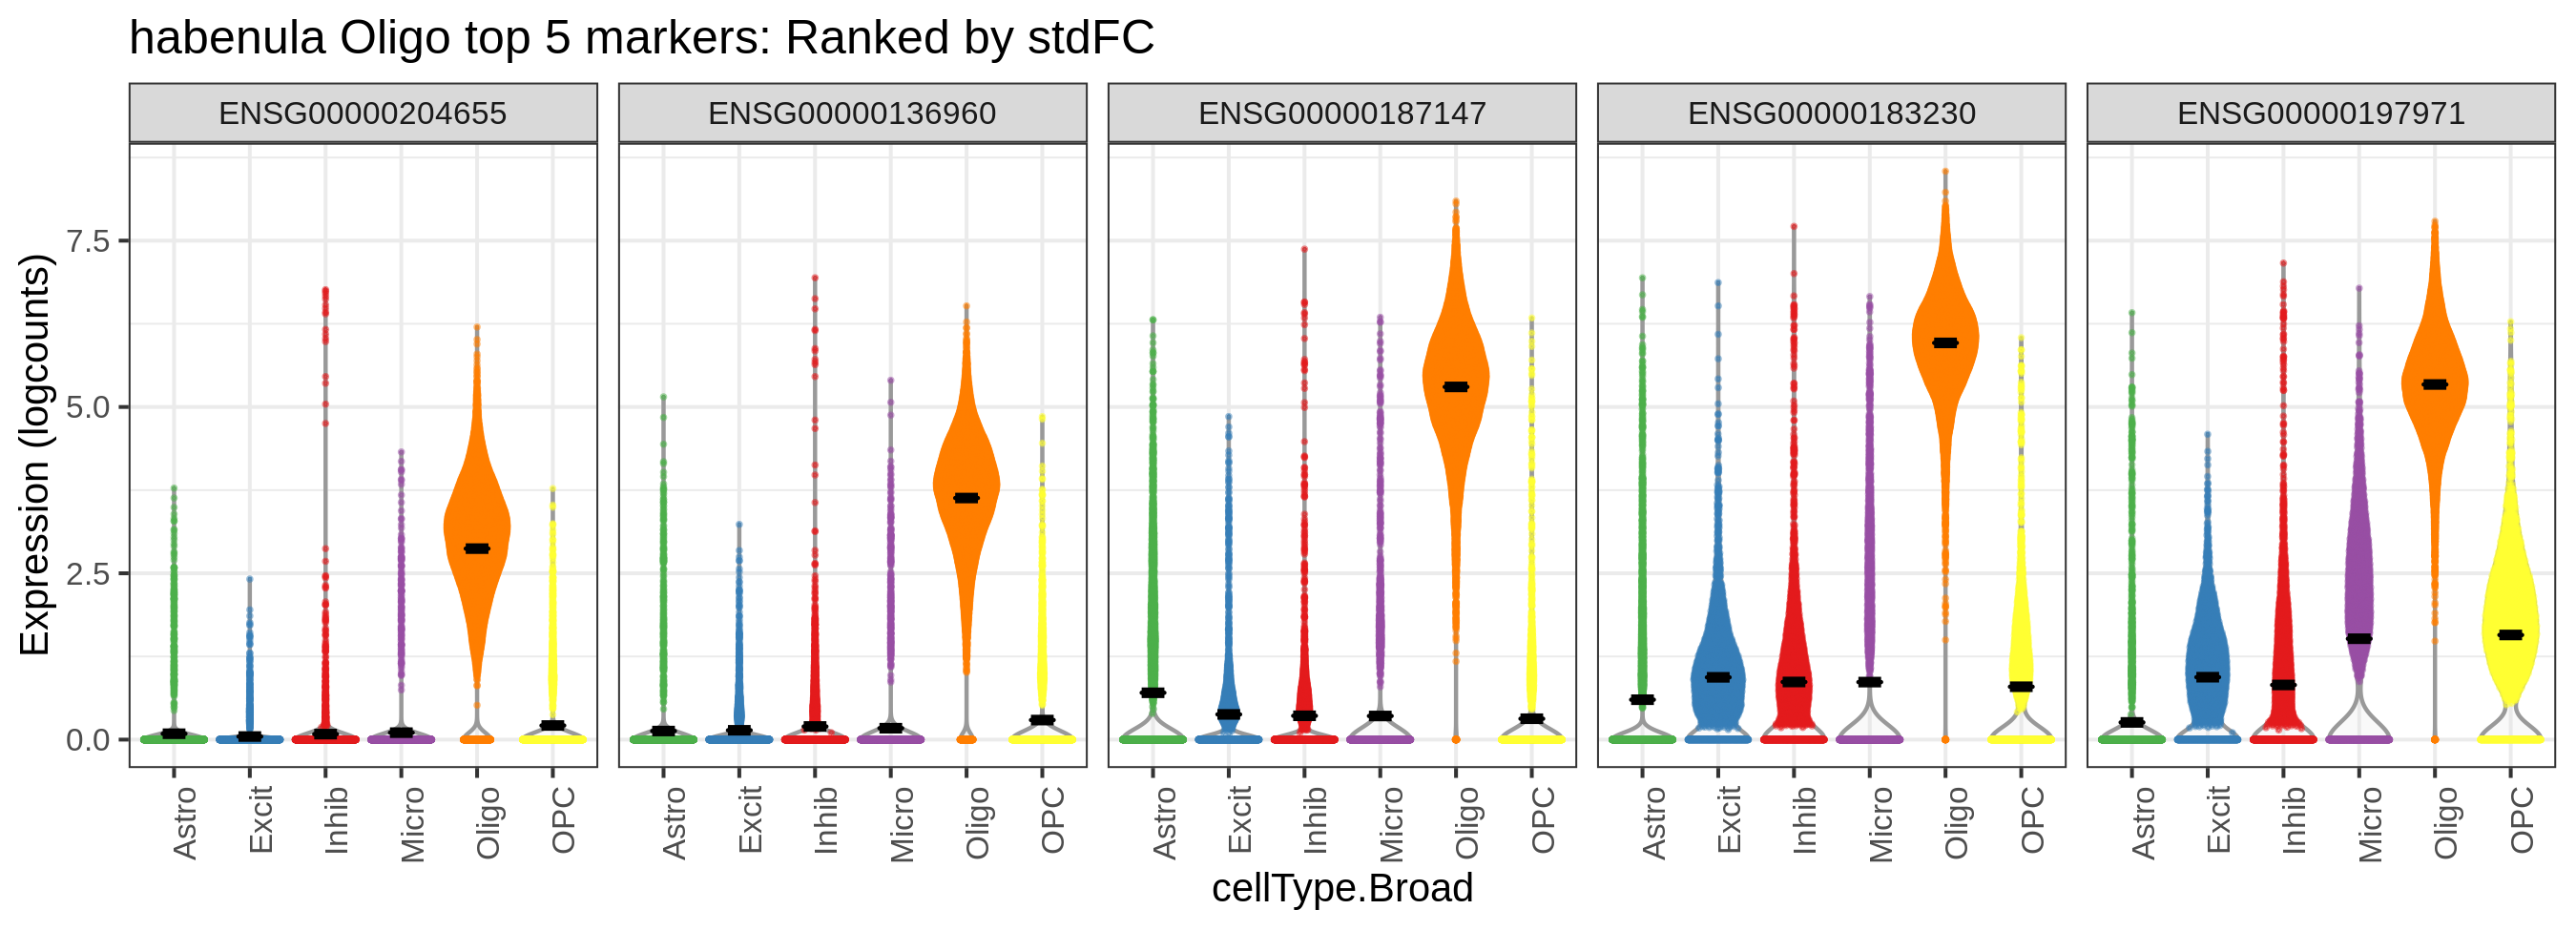 habenula Oligo top 5 markers: Ranked by stdFC
ENSG00000204655 ENSG00000136960 ENSG00000187147 ENSG00000183230 ENSG00000197971
Expression (logcounts)
7.5
5.0
2.5
0.0
Astro Excit Inhib Micro Oligo OPC Astro Excit Inhib Micro Oligo OPC Astro Excit Inhib Micro Oligo OPC Astro Excit Inhib Micro Oligo OPC Astro Excit Inhib Micro Oligo OPC
cellType.Broad